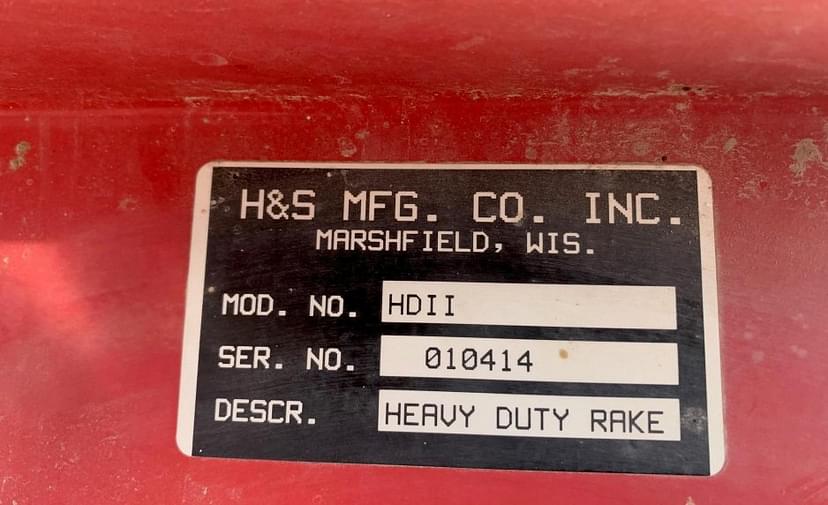 H&S MFG. CO. INC.
MARSHFIELD, WIS.
MOD. NO. HDII
SER. NO. 010414
DESCR. HEAVY DUTY RAKE